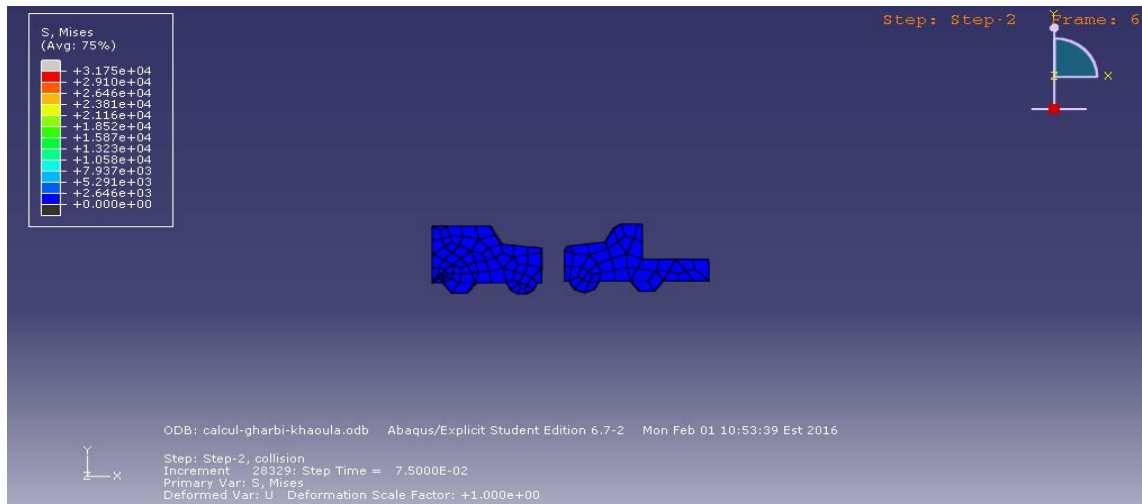 S, Mises
(Avg: 75%)
+3.175e+04
+2.910e+04
+2.646e+04
+2.381e+04
+2.116e+04
+1.852e+04
+1.587e+04
+1.323e+04
+1.058e+04
+7.937e+03
+5.291e+03
+2.646e+03
+0.000e+00
Step: Step-2 Frame: 6
Y
Z X
ODB: calcul-gharbi-khaoula.odb Abaqus/Explicit Student Edition 6.7-2 Mon Feb 01 10:53:39 Est 2016
Y
Z X
Step: Step-2, collision
Increment 28329: Step Time = 7.5000E-02
Primary Var: S, Mises
Deformed Var: U Deformation Scale Factor: +1.000e+00